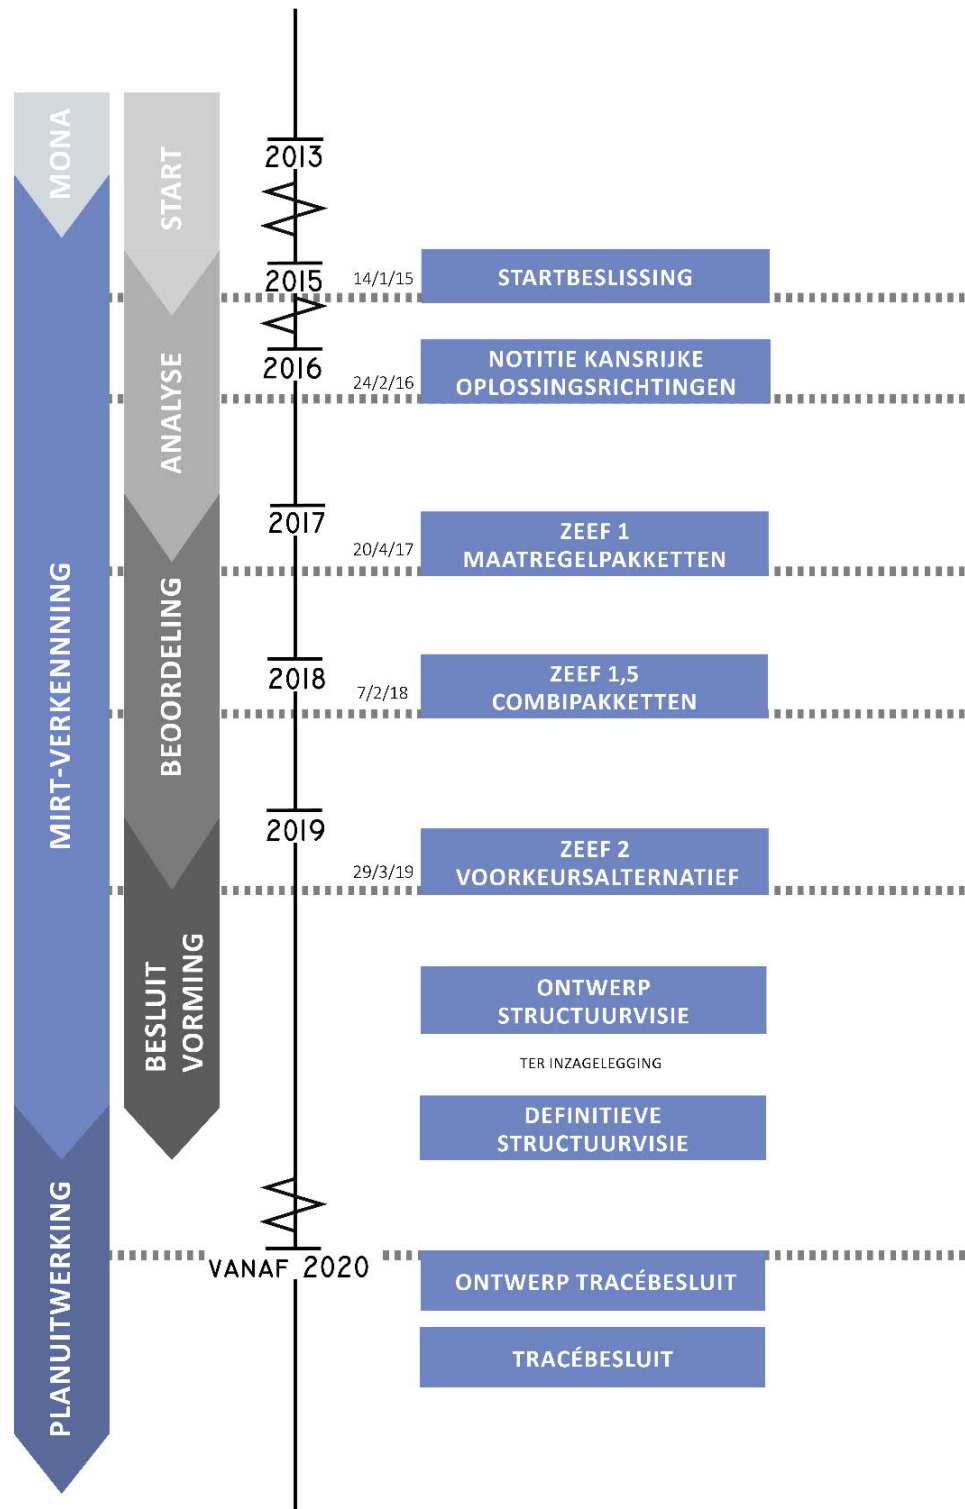 MONA
MIRT-VERKENNNING
PLANUITWERKING
START
ANALYSE
BEOORDELING
BESLUIT
VORMING
2013
2015
14/1/15
STARTBESLISSING
2016
24/2/16
NOTITIE KANSRIJKE
OPLOSSINGSRICHTINGEN
2017
20/4/17
ZEEF 1
MAATREGELPAKKETTEN
2018
7/2/18
ZEEF 1,5
COMBIPAKKETTEN
2019
29/3/19
ZEEF 2
VOORKEURSALTERNATIEF
ONTWERP
STRUCTUURVISIE
TER INZAGELEGGING
DEFINITIEVE
STRUCTUURVISIE
VANAF 2020
ONTWERP TRACÉBESLUIT
TRACÉBESLUIT